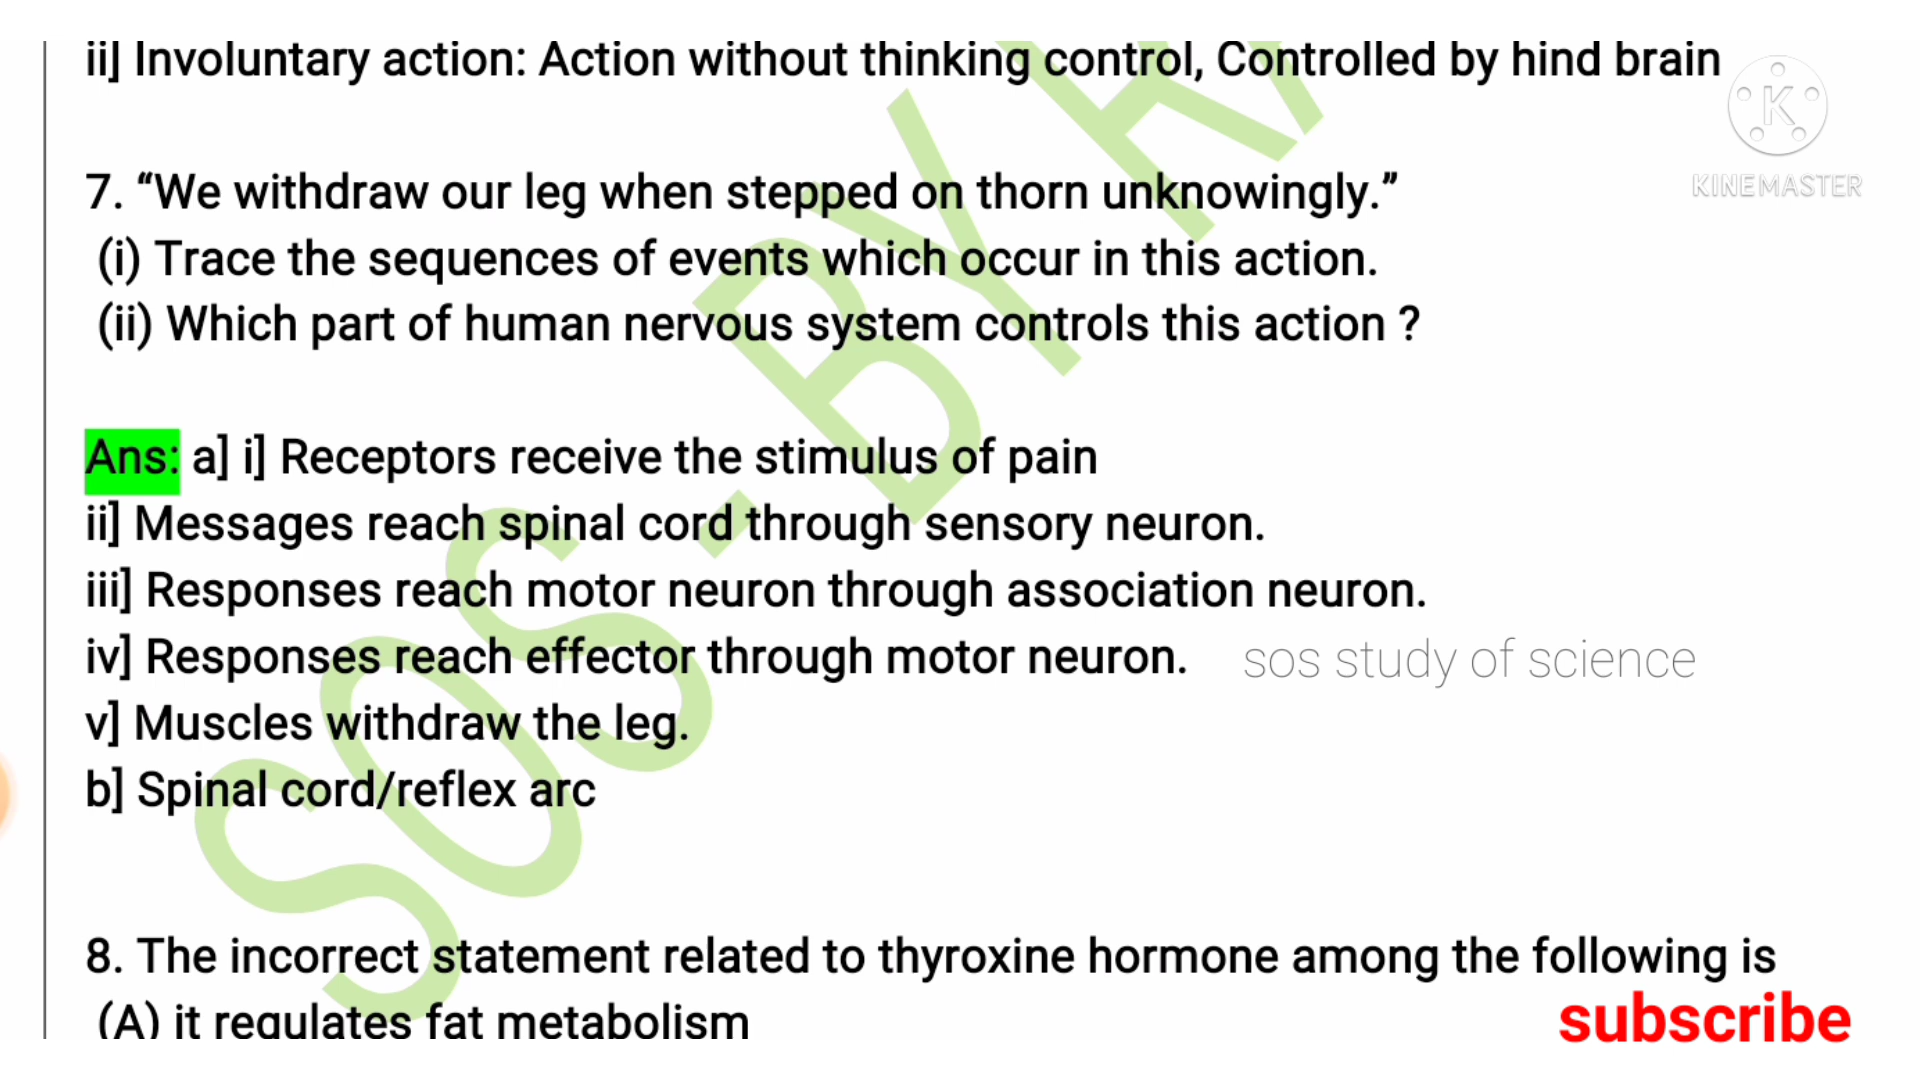 ii] Involuntary action: Action without thinking control, Controlled by hind brain
K
KINEMASTER
7. “We withdraw our leg when stepped on thorn unknowingly.”
(i) Trace the sequences of events which occur in this action.
(ii) Which part of human nervous system controls this action ?
Ans: a] i] Receptors receive the stimulus of pain
ii] Messages reach spinal cord through sensory neuron.
iii] Responses reach motor neuron through association neuron.
iv] Responses reach effector through motor neuron.
sos study of science
v] Muscles withdraw the leg.
b] Spinal cord/reflex arc
8. The incorrect statement related to thyroxine hormone among the following is
(A) it regulates fat metabolism
subscribe
SOS - BY